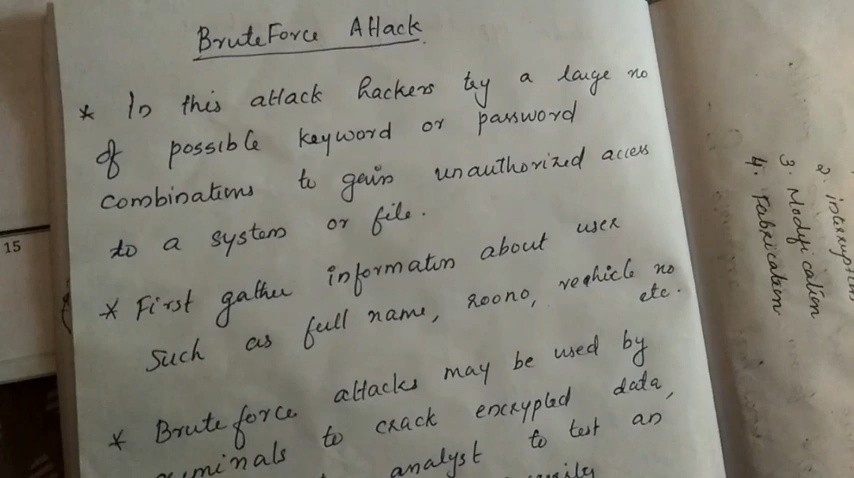 BruteForce Attack
* In this attack hackers try a large no
of possible keyword or password
combinations to gain unauthorized access
to a system or file.
* First gather information about user
such as full name, roono, vechicle no
etc.
* Bruteforce attacks may be used by
criminals to crack encrypted data,
analyst to test an
15
2. interruption
3. Modification
4. Fabrication